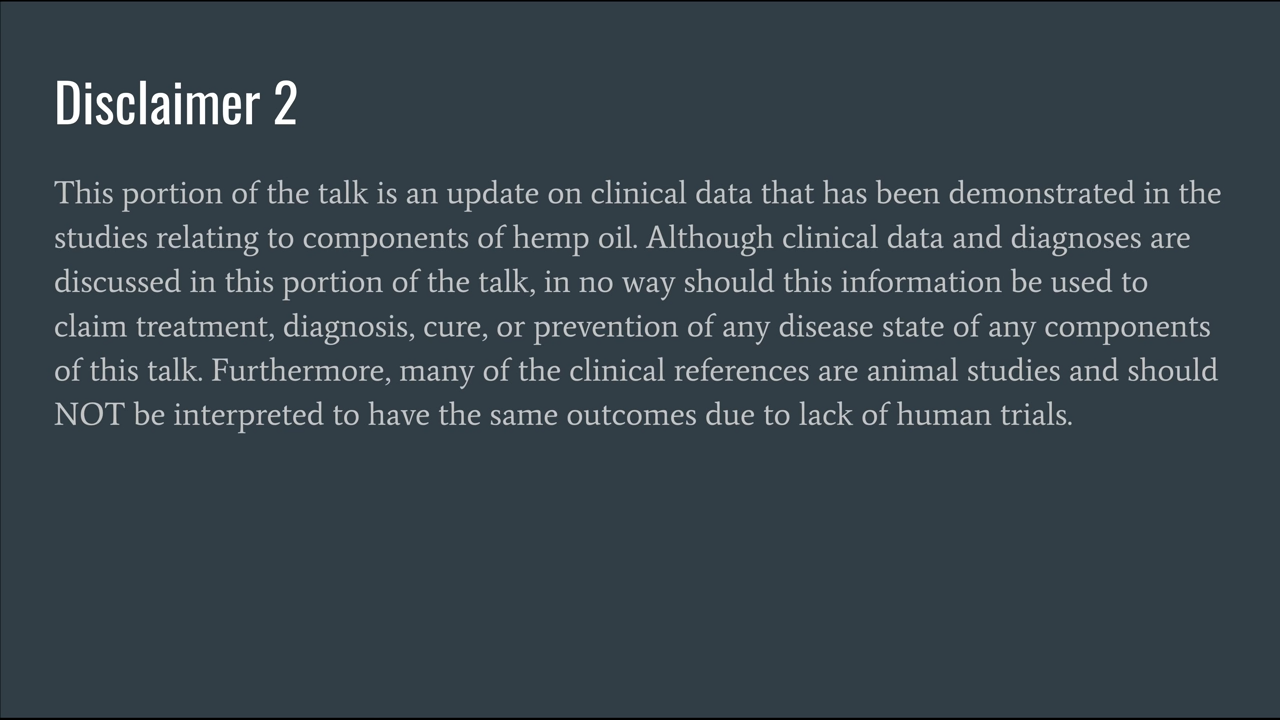 Disclaimer 2
This portion of the talk is an update on clinical data that has been demonstrated in the
studies relating to components of hemp oil. Although clinical data and diagnoses are
discussed in this portion of the talk, in no way should this information be used to
claim treatment, diagnosis, cure, or prevention of any disease state of any components
of this talk. Furthermore, many of the clinical references are animal studies and should
NOT be interpreted to have the same outcomes due to lack of human trials.